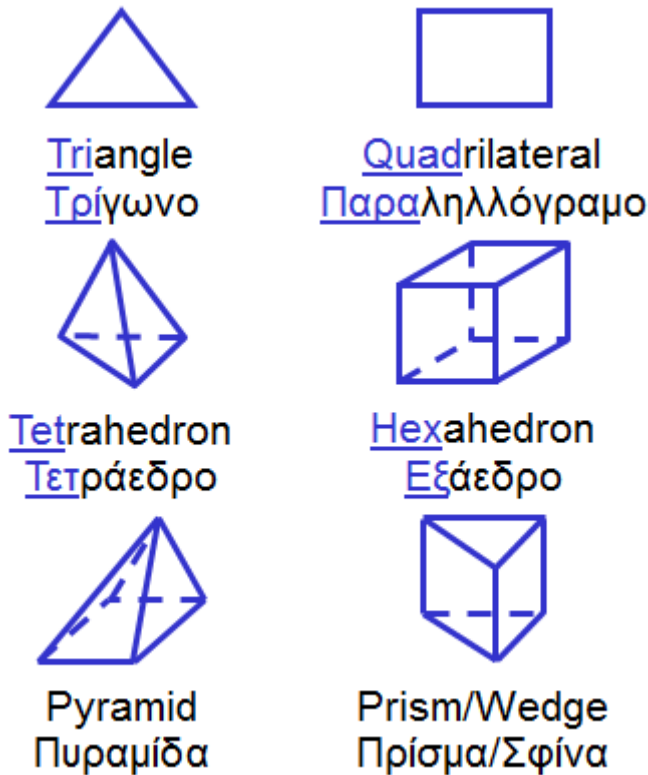 Triangle
Τρίγωνο
Quadrilateral
Παραληλλόγραμο
Tetrahedron
Τετράεδρο
Hexahedron
Εξάεδρο
Pyramid
Πυραμίδα
Prism/Wedge
Πρίσμα/Σφίνα